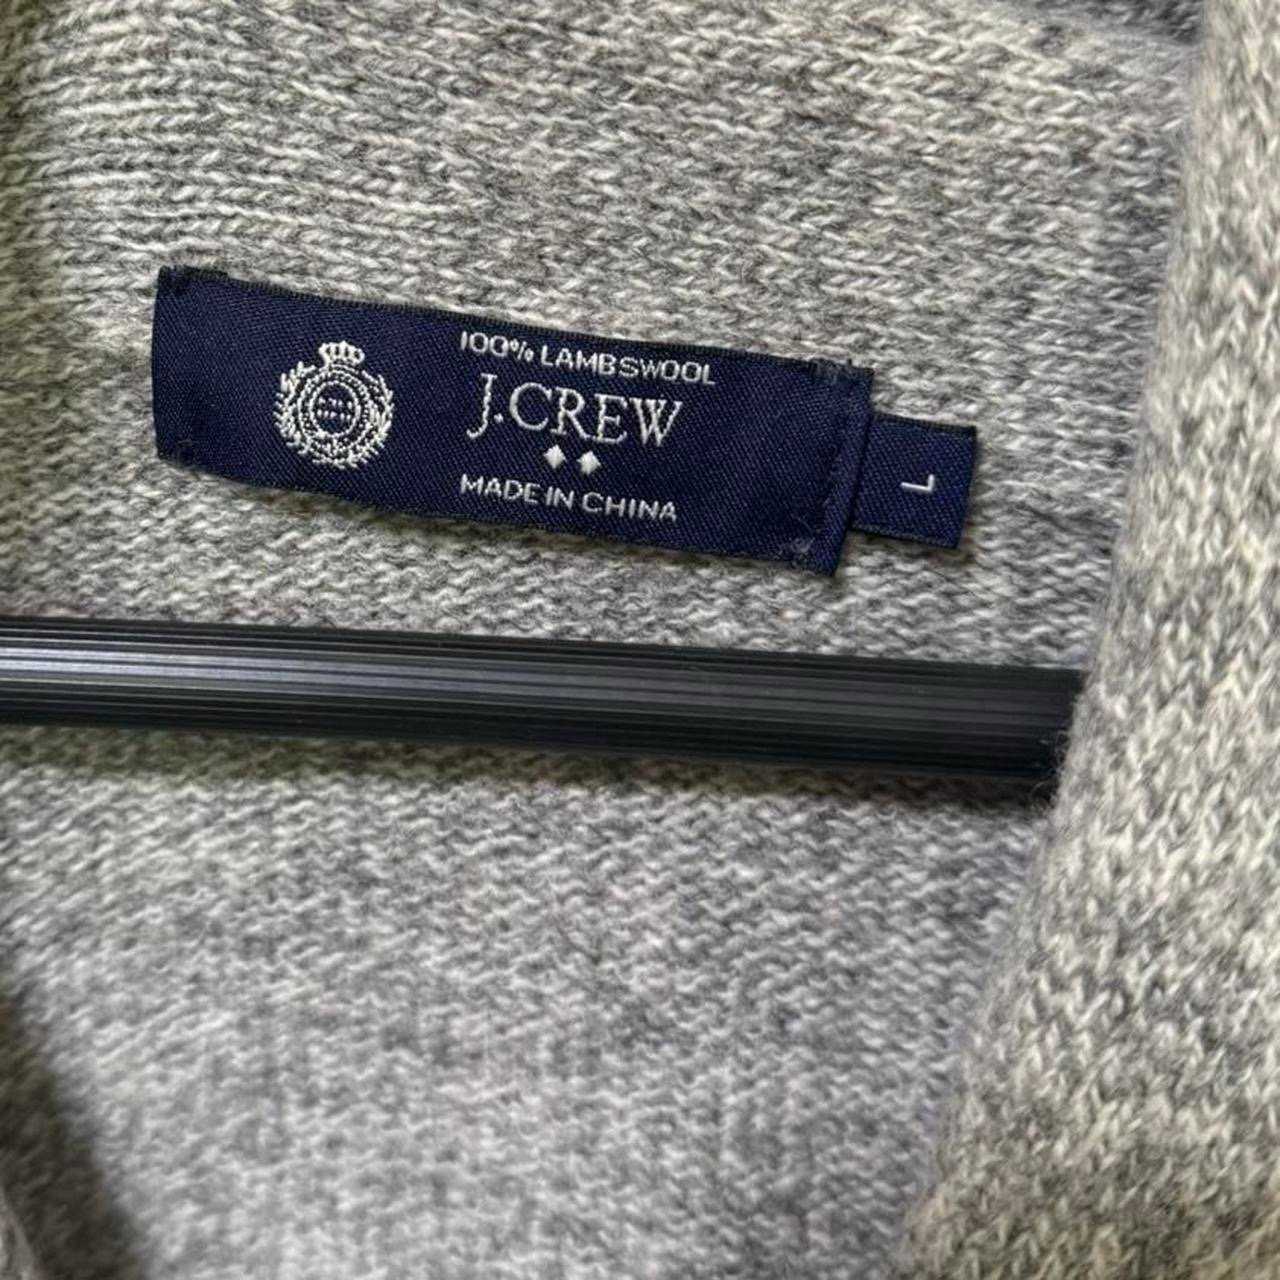 100% LAMBSWOOL
J.CREW
MADE IN CHINA
L